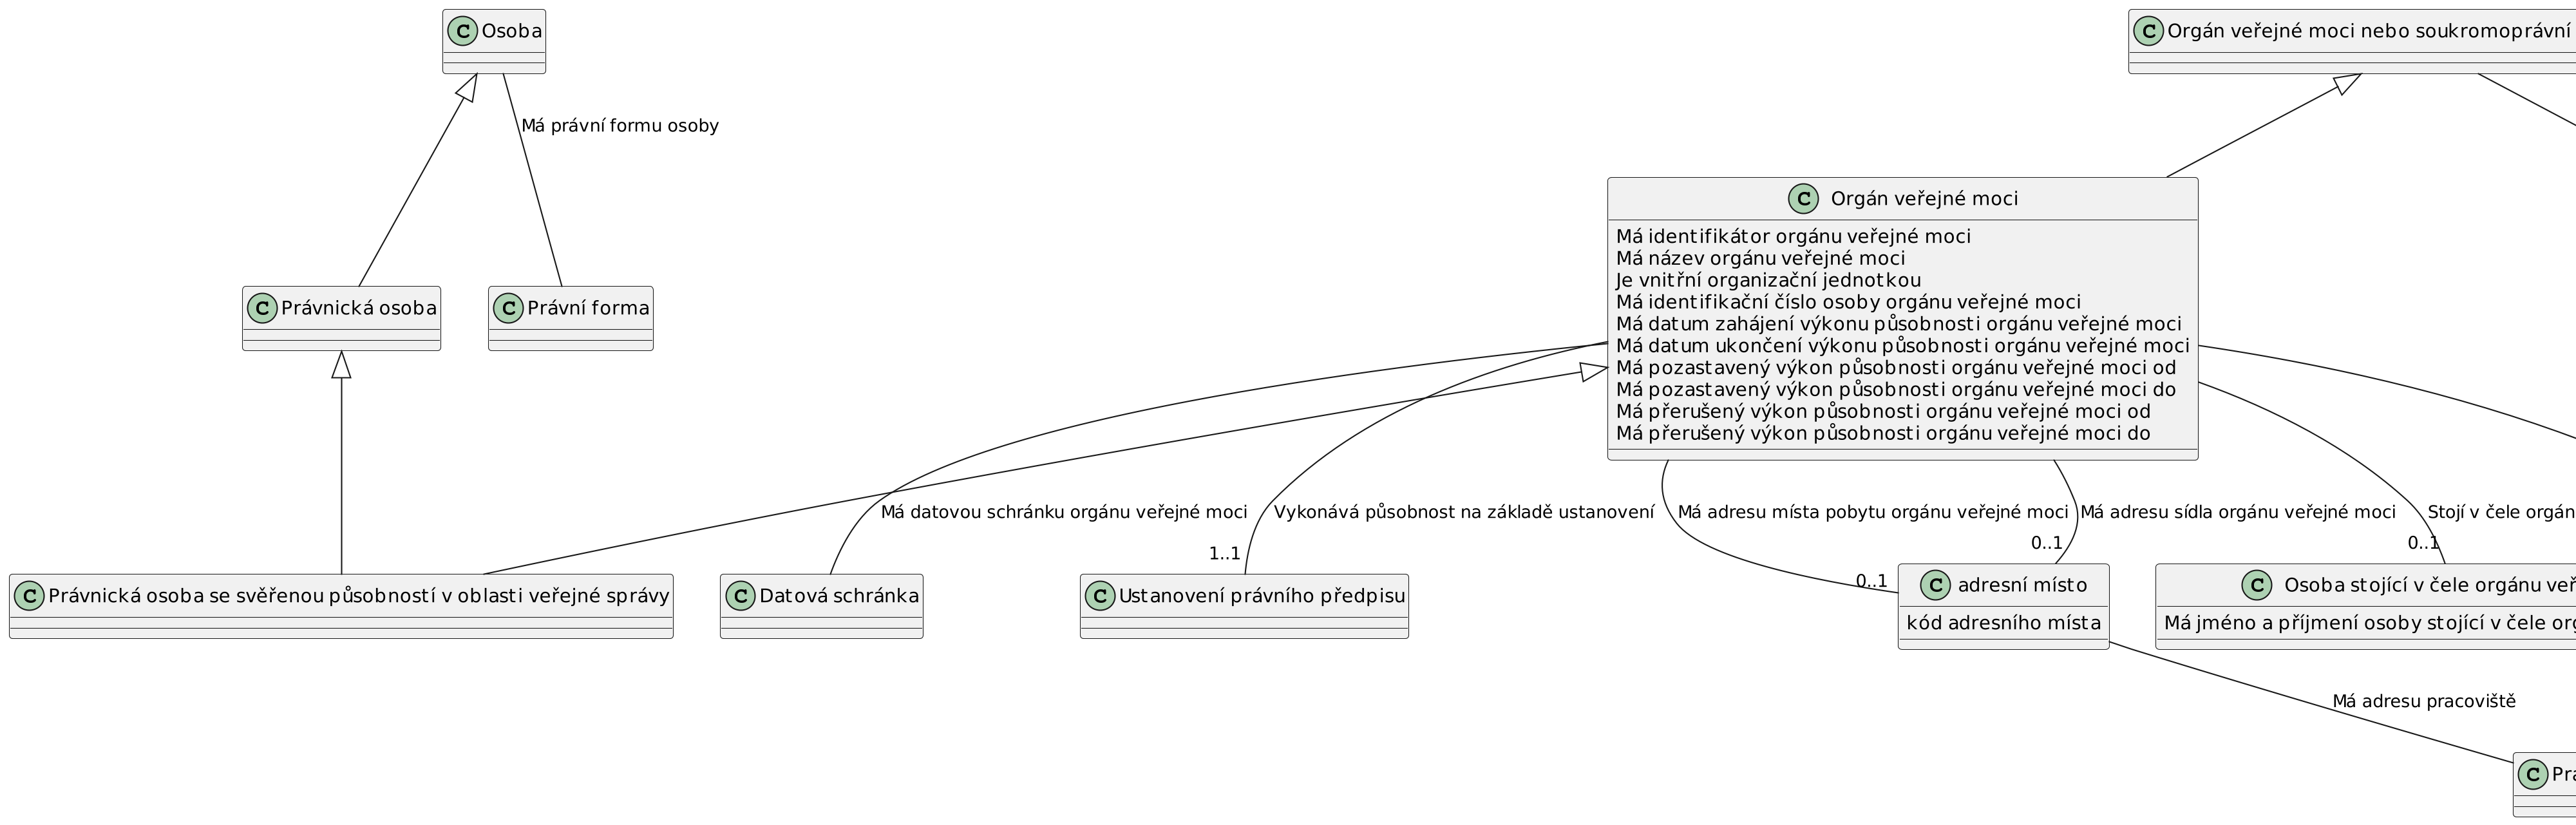 Osoba
Orgán veřejné moci nebo soukromoprávní
Má právní formu osoby
Orgán veřejné moci
Má identifikátor orgánu veřejné moci
Má název orgánu veřejné moci
Je vnitřní organizační jednotkou
Má identifikační číslo osoby orgánu veřejné moci
Má datum zahájení výkonu působnosti orgánu veřejné moci
Má datum ukončení výkonu působnosti orgánu veřejné moci
Má pozastavený výkon působnosti orgánu veřejné moci od
Má pozastavený výkon působnosti orgánu veřejné moci do
Má přerušený výkon působnosti orgánu veřejné moci od
Má přerušený výkon působnosti orgánu veřejné moci do
Právnická osoba
Právní forma
Má datovou schránku orgánu veřejné moci
Vykonává působnost na základě ustanovení
Má adresu místa pobytu orgánu veřejné moci
Má adresu sídla orgánu veřejné moci
Stojí v čele orgán
1..1
0..1
0..1
0..1
Právnická osoba se svěřenou působností v oblasti veřejné správy
Datová schránka
Ustanovení právního předpisu
adresní místo
kód adresního místa
Osoba stojící v čele orgánu veř
Má jméno a příjmení osoby stojící v čele org
Má adresu pracoviště
Pra